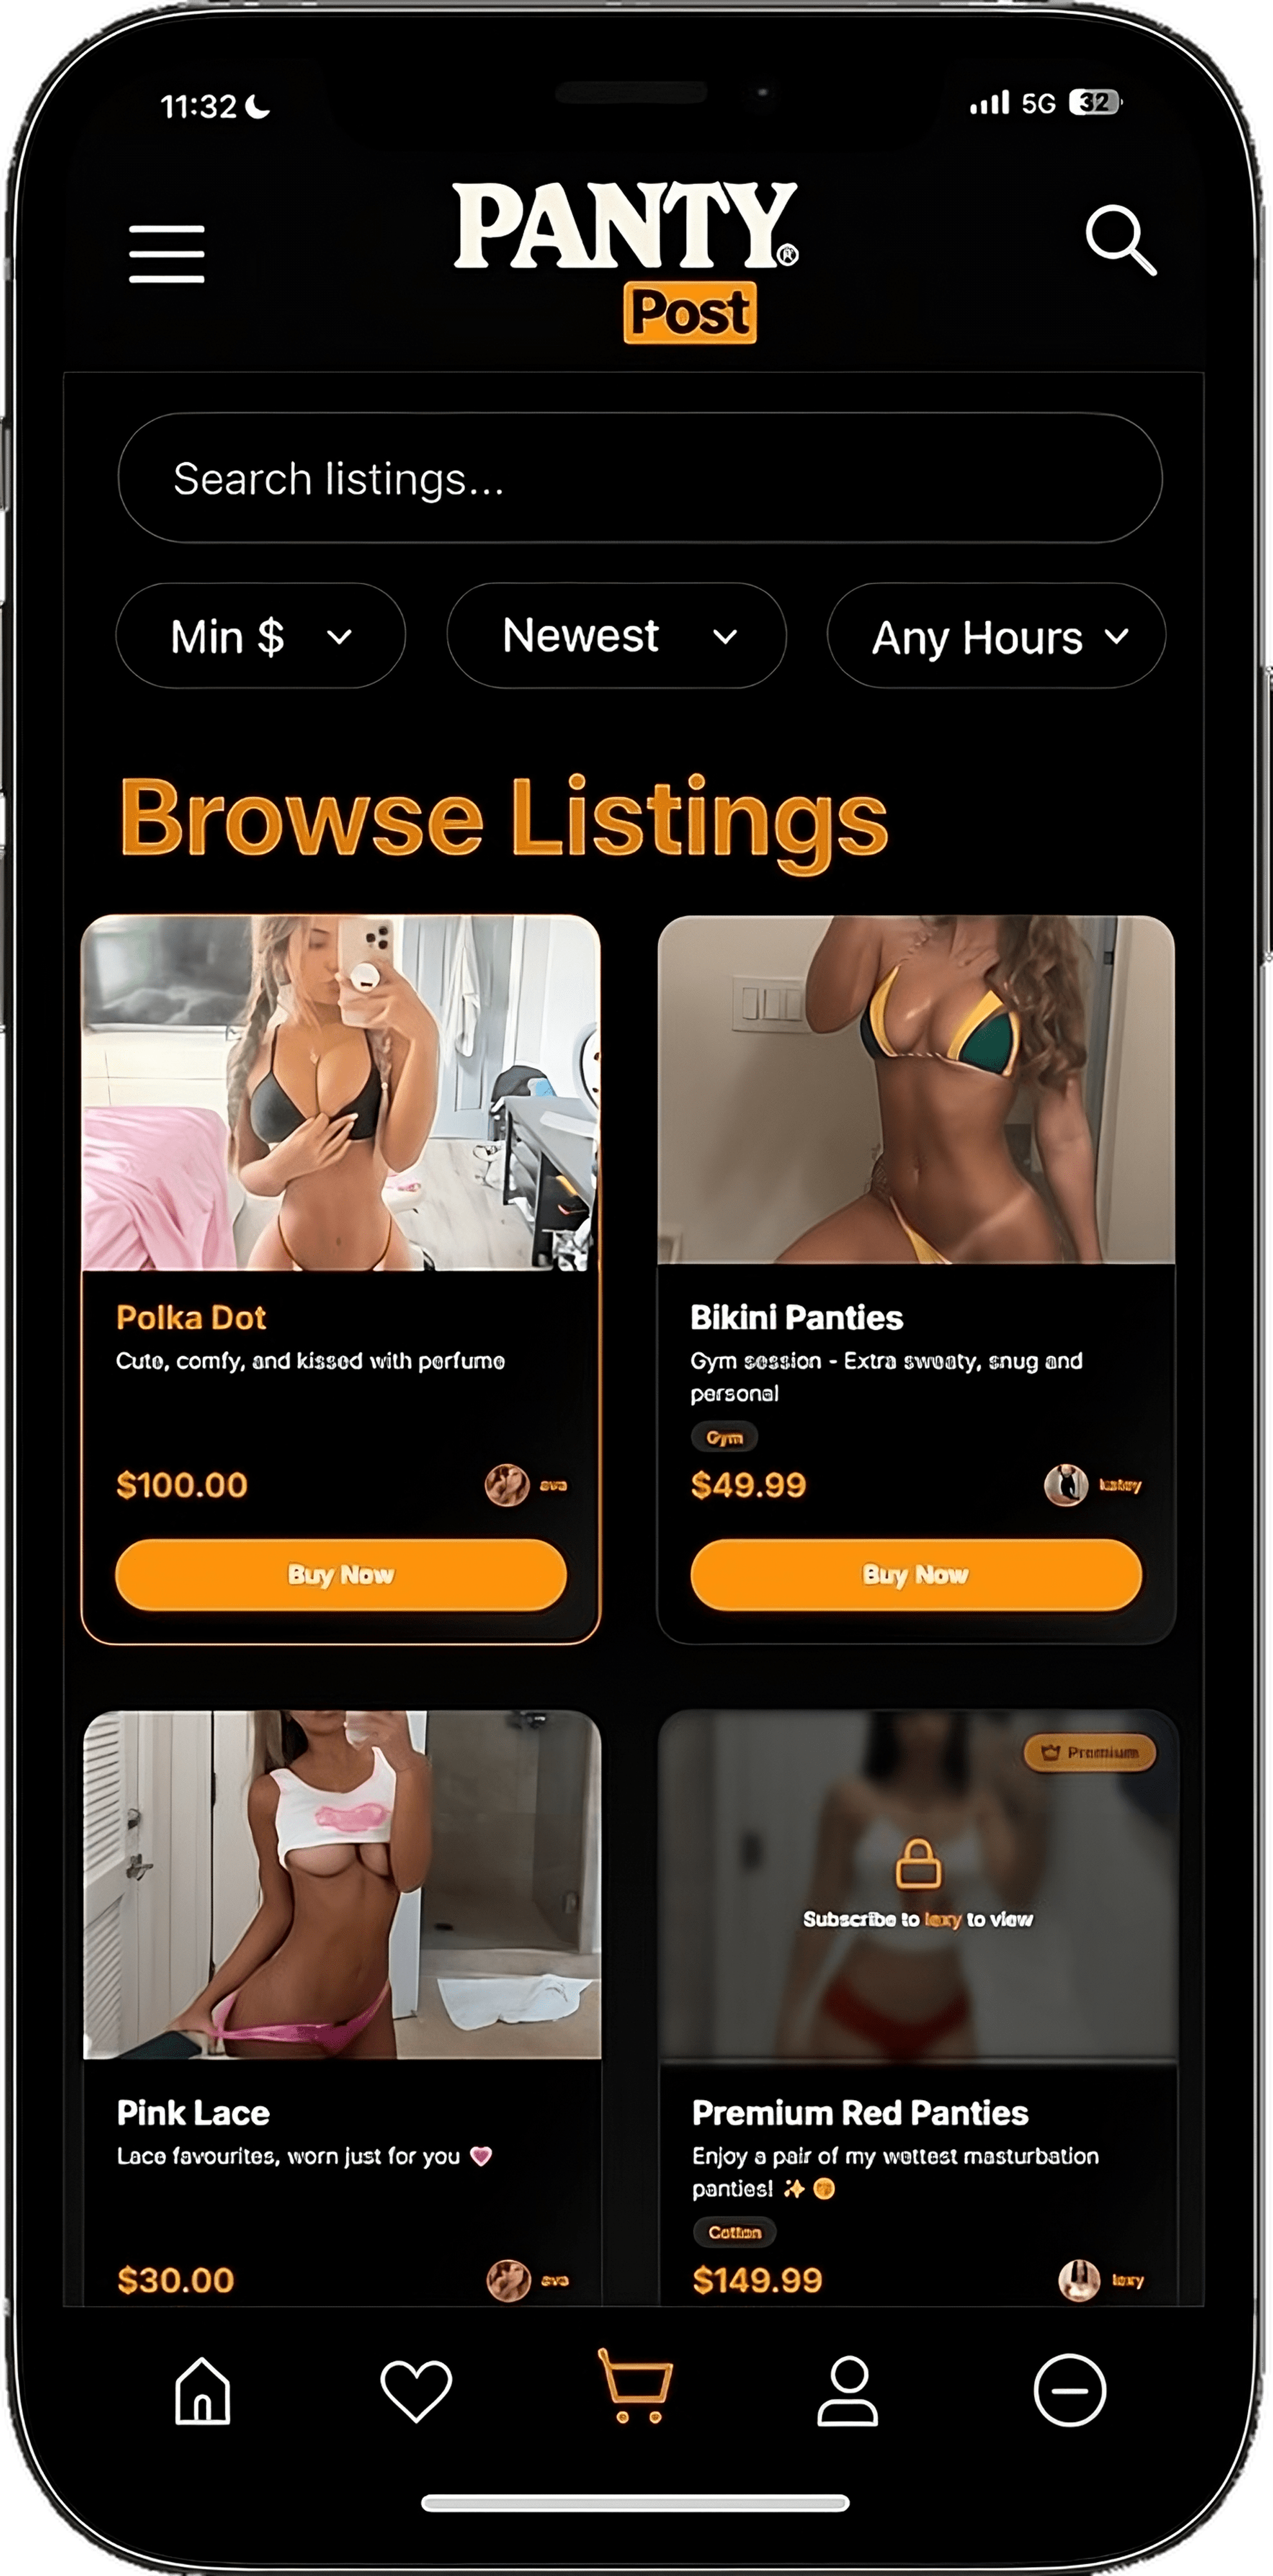 11:32
5G 32
PANTY®
Post
Search listings...
Min $
Newest
Any Hours
Browse Listings
Polka Dot
Cute, comfy, and kissed with perfume
$100.00
ava
Buy Now
Bikini Panties
Gym session - Extra sweaty, snug and
personal
Gym
$49.99
Buy Now
Premium
Subscribe to lexy to view
Pink Lace
Lace favourites, worn just for you 💗
$30.00
ava
Premium Red Panties
Enjoy a pair of my wettest masturbation
panties! ✨
Cotton
$149.99
lexy